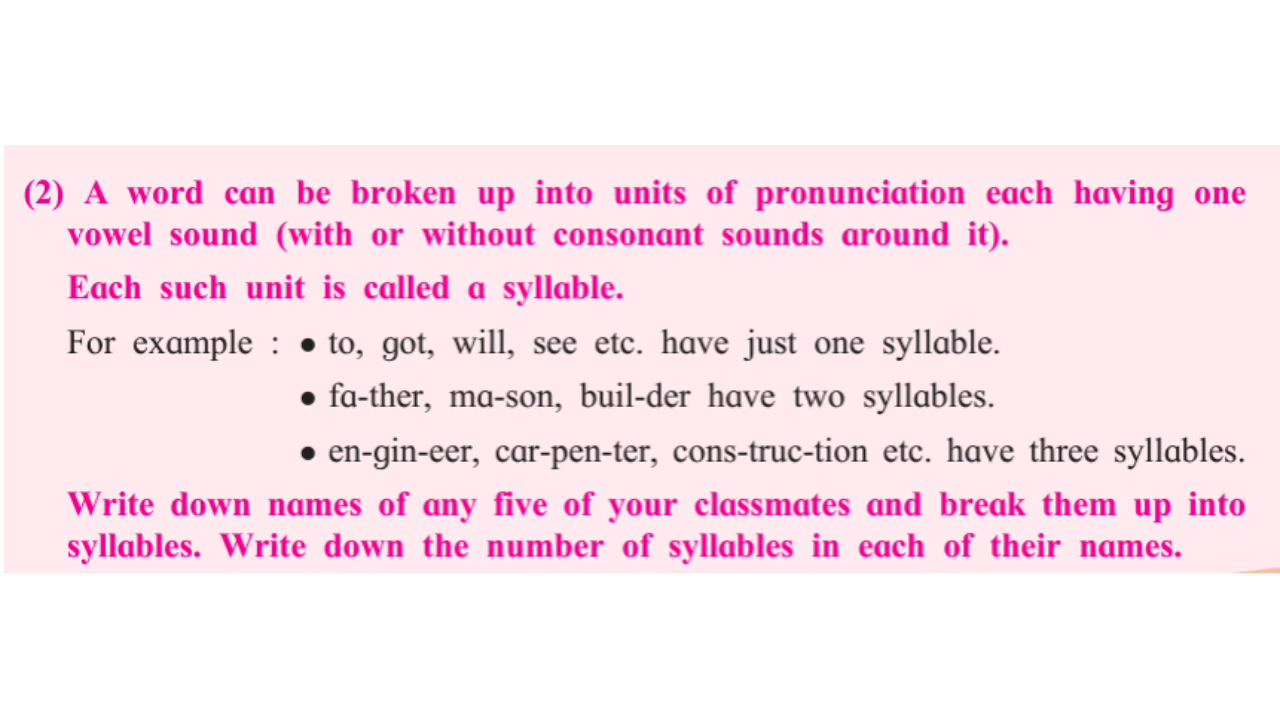 (2) A word can be broken up into units of pronunciation each having one
vowel sound (with or without consonant sounds around it).
Each such unit is called a syllable.
For example : • to, got, will, see etc. have just one syllable.
• fa-ther, ma-son, buil-der have two syllables.
• en-gin-eer, car-pen-ter, cons-truc-tion etc. have three syllables.
Write down names of any five of your classmates and break them up into
syllables. Write down the number of syllables in each of their names.